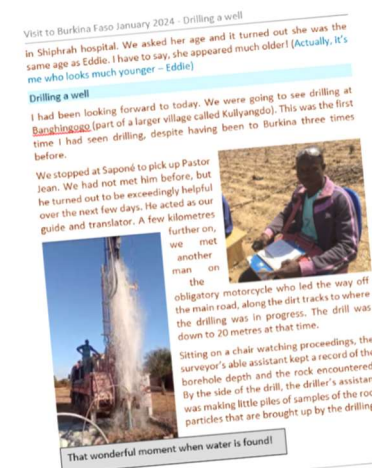 Visit to Burkina Faso January 2024 - Drilling a well
in Shiphrah hospital. We asked her age and it turned out she was the
same age as Eddie. I have to say, she appeared much older! (Actually, it's
me who looks much younger – Eddie)
Drilling a well
I had been looking forward to today. We were going to see drilling at
Banghingogo (part of a larger village called Kuilyangdo). This was the first
time I had seen drilling, despite having been to Burkina three times
before.
We stopped at Saponé to pick up Pastor
Jean. We had not met him before, but
he turned out to be exceedingly helpful
over the next few days. He acted as our
guide and translator. A few kilometres
further on,
we met
another
man on
the
obligatory motorcycle who led the way off
the main road, along the dirt tracks to where
the drilling was in progress. The drill was
down to 20 metres at that time.
Sitting on a chair watching proceedings, the
surveyor's able assistant kept a record of the
borehole depth and the rock encountered
By the side of the drill, the driller's assistan
was making little piles of samples of the roc
particles that are brought up by the drilling
That wonderful moment when water is found!